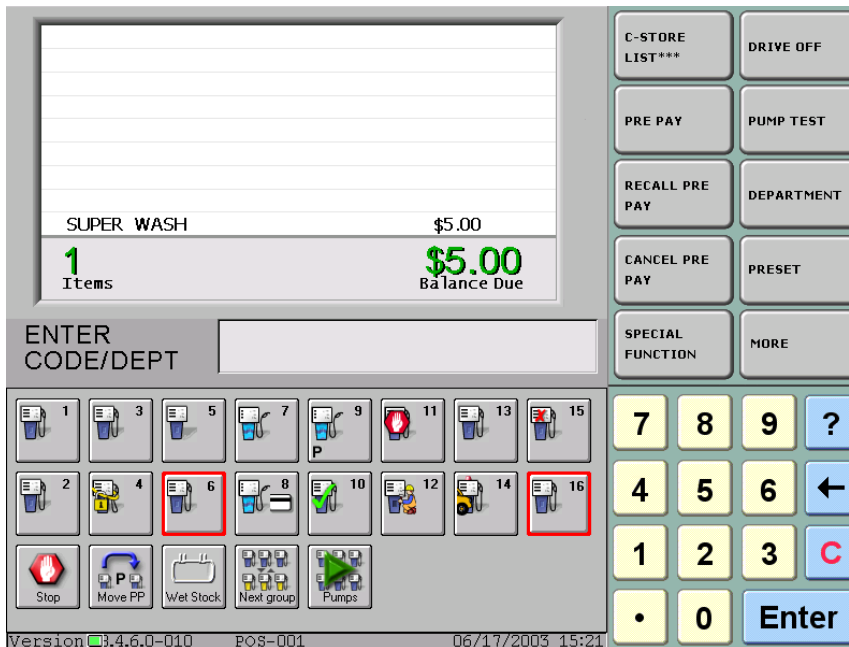 SUPER WASH $5.00
1 $5.00
Items Balance Due
ENTER
CODE/DEPT
C-STORE
LIST***
DRIVE OFF
PRE PAY
PUMP TEST
RECALL PRE
PAY
DEPARTMENT
CANCEL PRE
PAY
PRESET
SPECIAL
FUNCTION
MORE
1 3 5 7 9 11 13 15
P
2 4 6 8 10 12 14 16
P
Stop Move PP Wet Stock Next group Pumps
7 8 9 ?
4 5 6 ←
1 2 3 C
• 0 Enter
Version 3.4.6.0-010 POS-001 06/17/2003 15:21